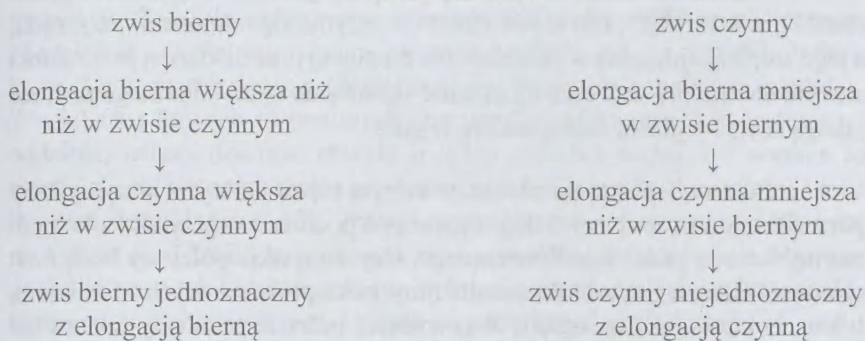 zwis bierny
↓
elongacja bierna większa niż
niż w zwisie czynnym
↓
elongacja czynna większa
niż w zwisie czynnym
↓
zwis bierny jednoznaczny
z elongacją bierną
zwis czynny
↓
elongacja bierna mniejsza
w zwisie biernym
↓
elongacja czynna mniejsza
niż w zwisie biernym
↓
zwis czynny niejednoznaczny
z elongacją czynną